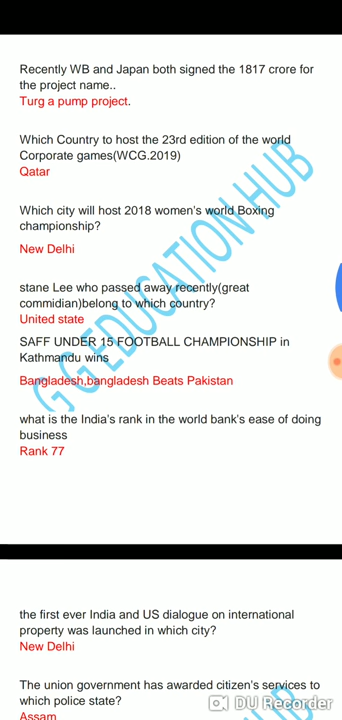 Recently WB and Japan both signed the 1817 crore for
the project name..
Turg a pump project.
Which Country to host the 23rd edition of the world
Corporate games(WCG.2019)
Qatar
Which city will host 2018 women's world Boxing
championship?
New Delhi
stane Lee who passed away recently(great
commidian)belong to which country?
United state
SAFF UNDER 15 FOOTBALL CHAMPIONSHIP in
Kathmandu wins
Bangladesh,bangladesh Beats Pakistan
what is the India's rank in the world bank's ease of doing
business
Rank 77
G G EDUCATION HUB
the first ever India and US dialogue on international
property was launched in which city?
New Delhi
The union government has awarded citizen's services to
which police state?
Assam
DU Recorder